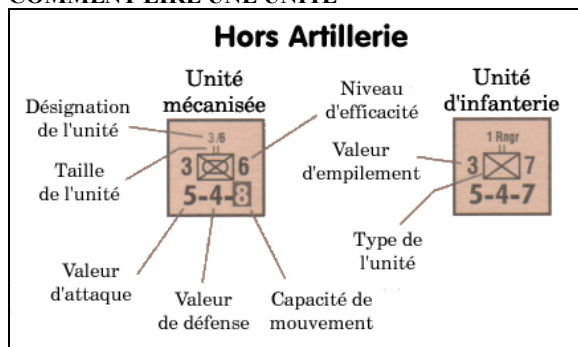 COMMENT LIRE UNE UNITÉ
Hors Artillerie
Unité
mécanisée
Niveau
d'efficacité
Unité
d'infanterie
Désignation
de l'unité
Taille
de l'unité
3/6
3 6
5-4-8
Valeur
d'empilement
1 Rngr
3 7
5-4-7
Type de
l'unité
Valeur
d'attaque
Valeur
de défense
Capacité de
mouvement